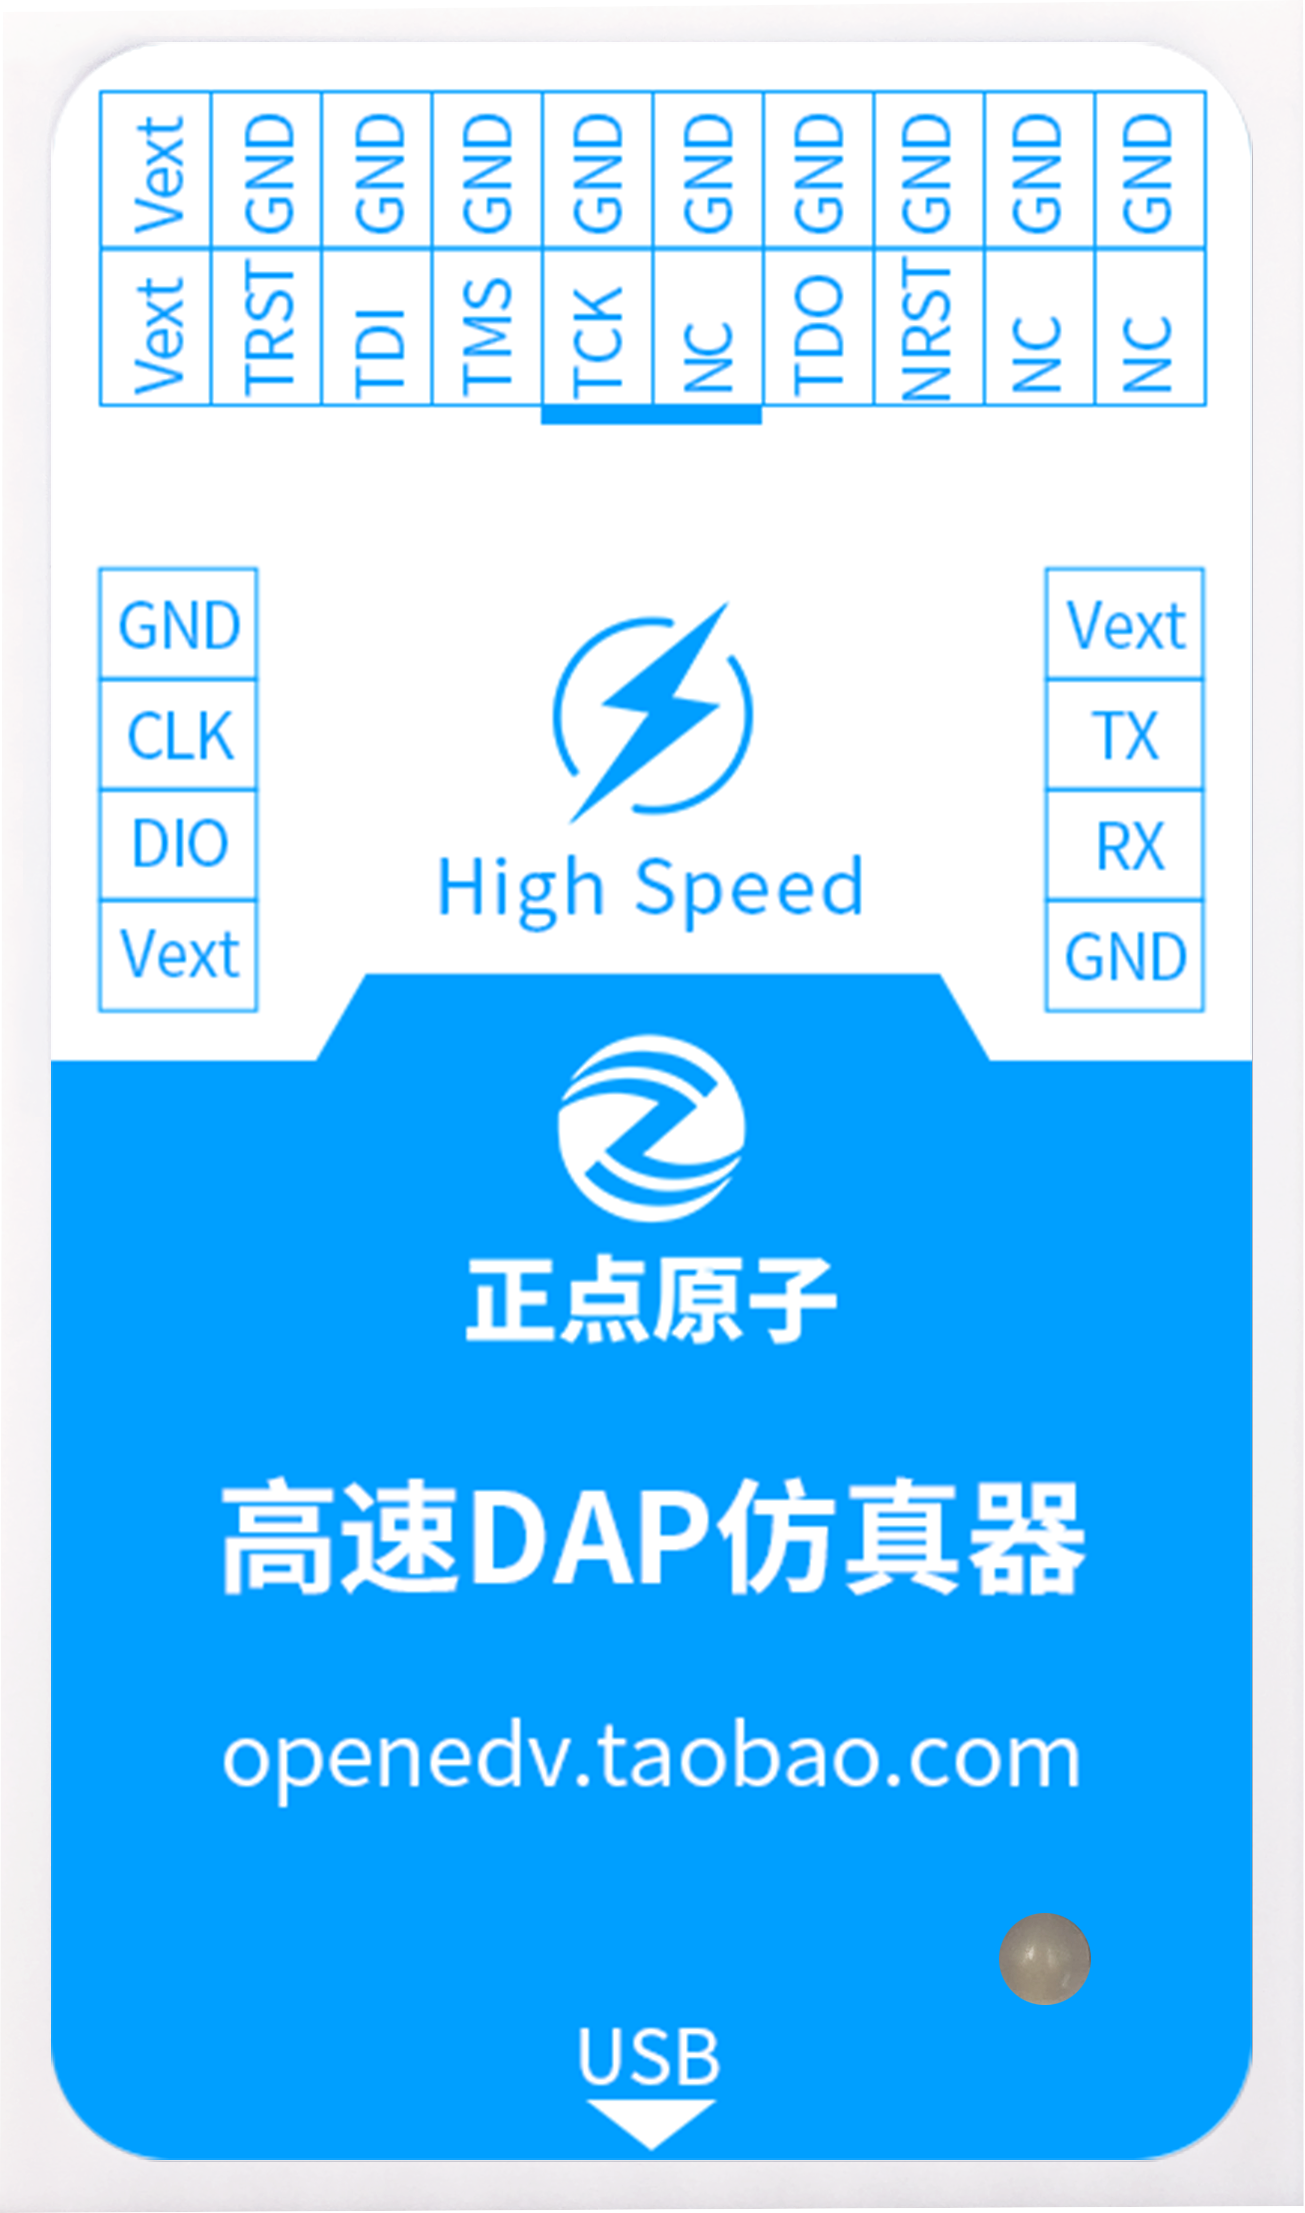 Vext GND GND GND GND GND GND GND GND GND
Vext TRST TDI TMS TCK NC TDO NRST NC NC
GND
CLK
DIO
Vext
High Speed
Vext
TX
RX
GND
正点原子
高速DAP仿真器
openedv.taobao.com
USB